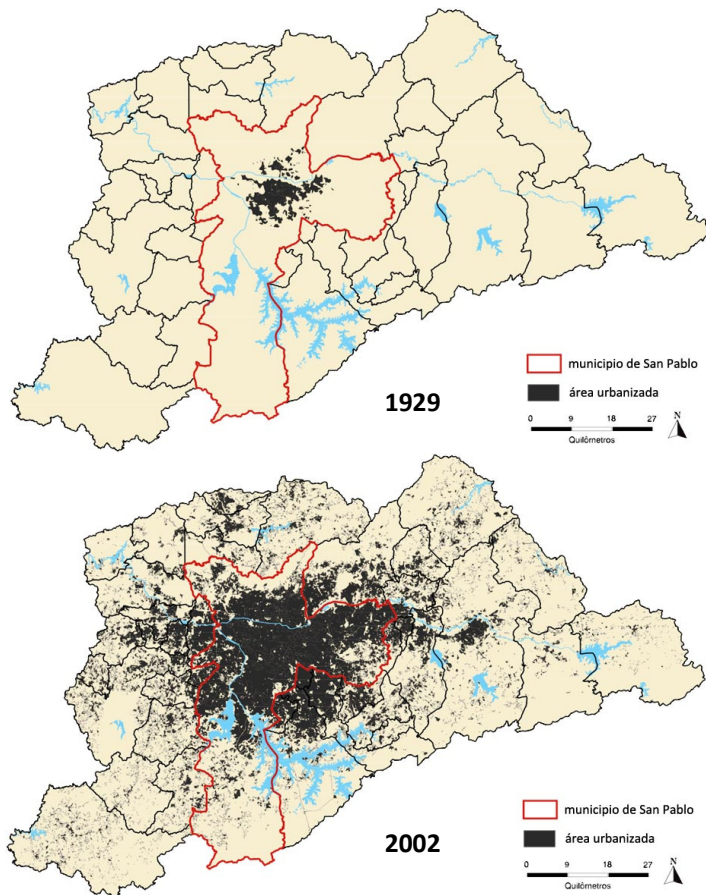 municipio de San Pablo
área urbanizada
1929
0 9 18 27
N
Quilômetros
municipio de San Pablo
área urbanizada
2002
0 9 18 27
N
Quilômetros